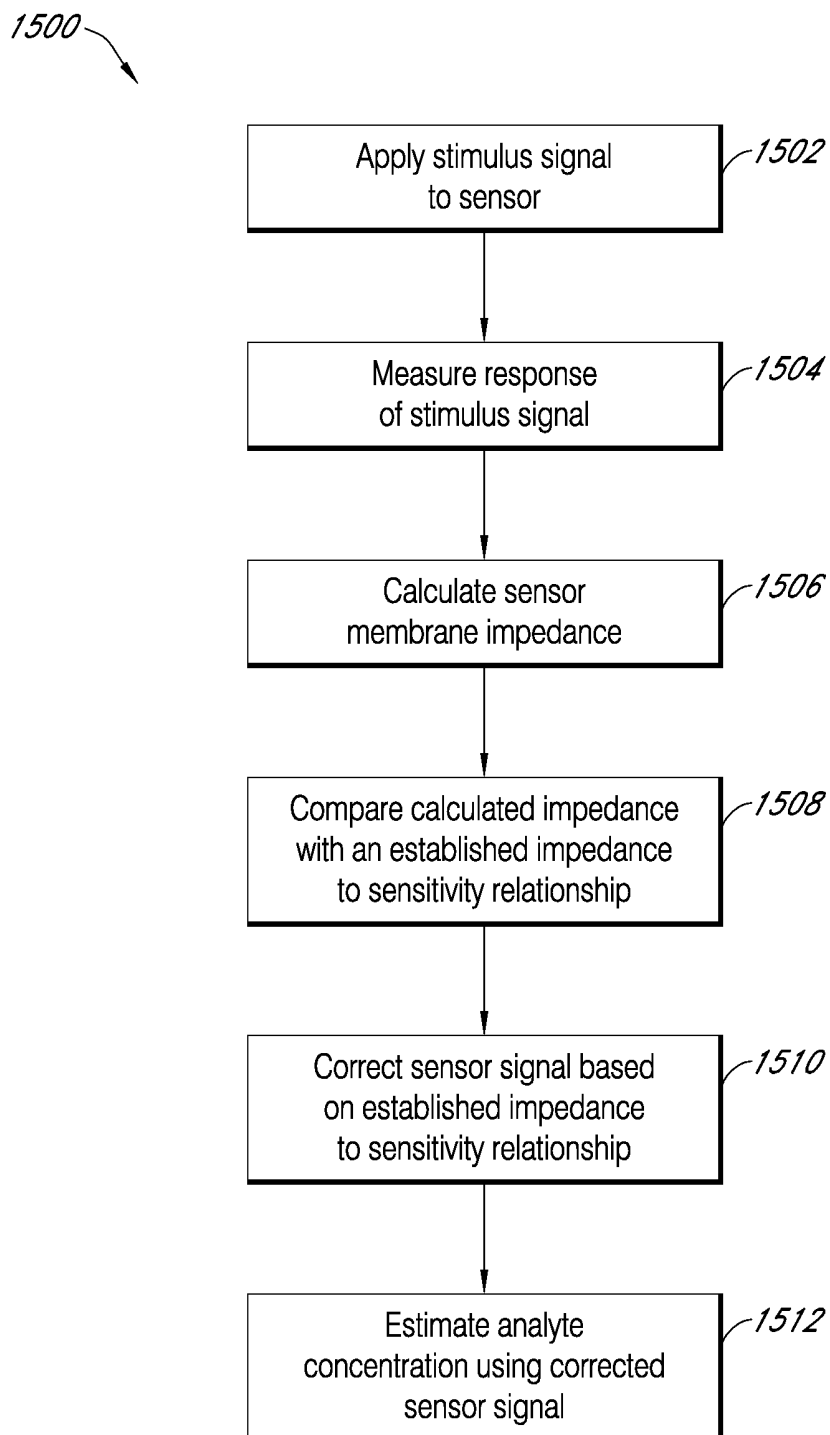 1500
Apply stimulus signal
to sensor
1502
Measure response
of stimulus signal
1504
Calculate sensor
membrane impedance
1506
Compare calculated impedance
with an established impedance
to sensitivity relationship
1508
Correct sensor signal based
on established impedance
to sensitivity relationship
1510
Estimate analyte
concentration using corrected
sensor signal
1512